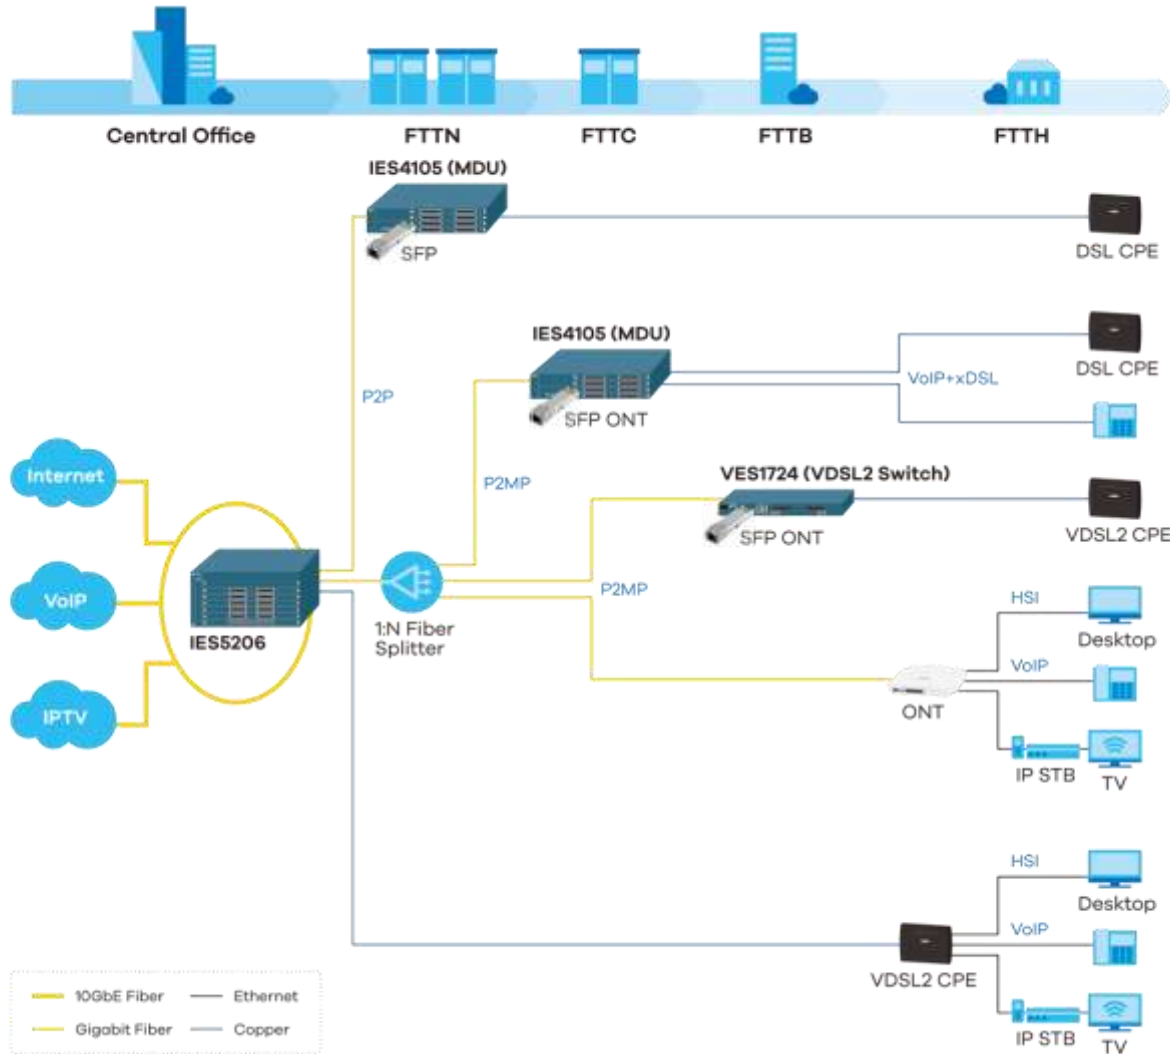 Central Office
FTTN
FTTC
FTTB
FTTH
IES4105 (MDU)
SFP
DSL CPE
IES4105 (MDU)
SFP ONT
VoIP+xDSL
DSL CPE
P2P
P2MP
VES1724 (VDSL2 Switch)
SFP ONT
VDSL2 CPE
Internet
VoIP
IPTV
IES5206
1:N Fiber
Splitter
P2MP
HSI
Desktop
VoIP
ONT
IP STB
TV
HSI
Desktop
VoIP
VDSL2 CPE
IP STB
TV
10GbE Fiber
Ethernet
Gigabit Fiber
Copper